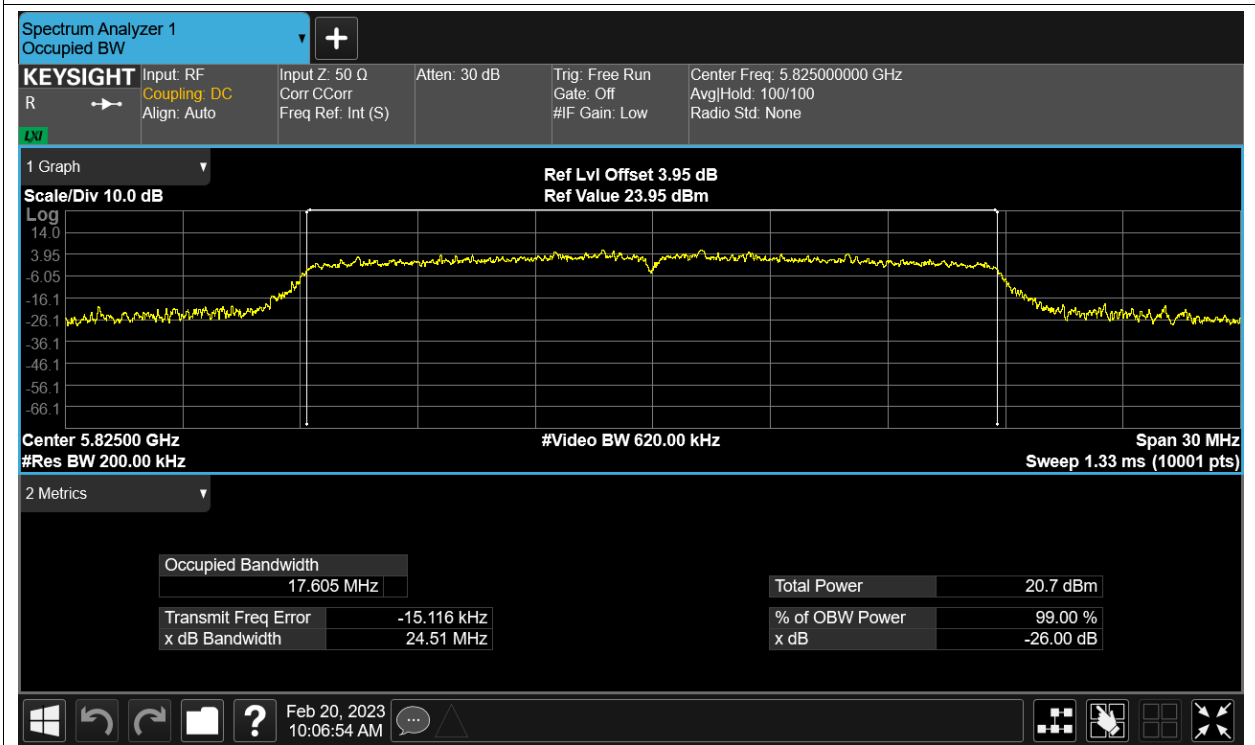 Spectrum Analyzer 1
Occupied BW
KEYSIGHT Input: RF Input Z: 50 Ω Atten: 30 dB Trig: Free Run Center Freq: 5.825000000 GHz
R Coupling: DC Corr CCorr Gate: Off Avg|Hold: 100/100
Align: Auto Freq Ref: Int (S) #IF Gain: Low Radio Std: None
LXI
1 Graph
Ref Lvl Offset 3.95 dB
Scale/Div 10.0 dB Ref Value 23.95 dBm
Log
14.0
3.95
-6.05
-16.1
-26.1
-36.1
-46.1
-56.1
-66.1
Center 5.82500 GHz #Video BW 620.00 kHz Span 30 MHz
#Res BW 200.00 kHz Sweep 1.33 ms (10001 pts)
2 Metrics
Occupied Bandwidth
17.605 MHz Total Power 20.7 dBm
Transmit Freq Error -15.116 kHz % of OBW Power 99.00 %
x dB Bandwidth 24.51 MHz x dB -26.00 dB
? Feb 20, 2023
10:06:54 AM